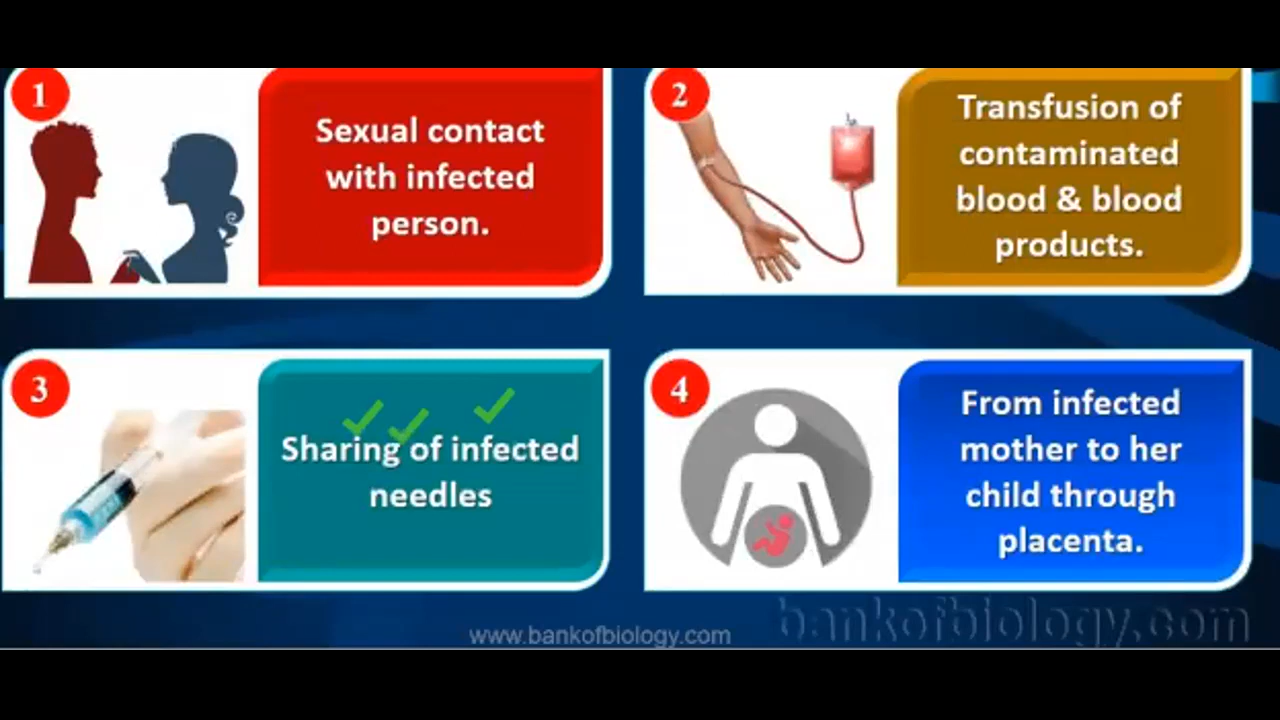 1
Sexual contact
with infected
person.
2
Transfusion of
contaminated
blood & blood
products.
3
Sharing of infected
needles
4
From infected
mother to her
child through
placenta.
www.bankofbiology.com
bankofbiology.com